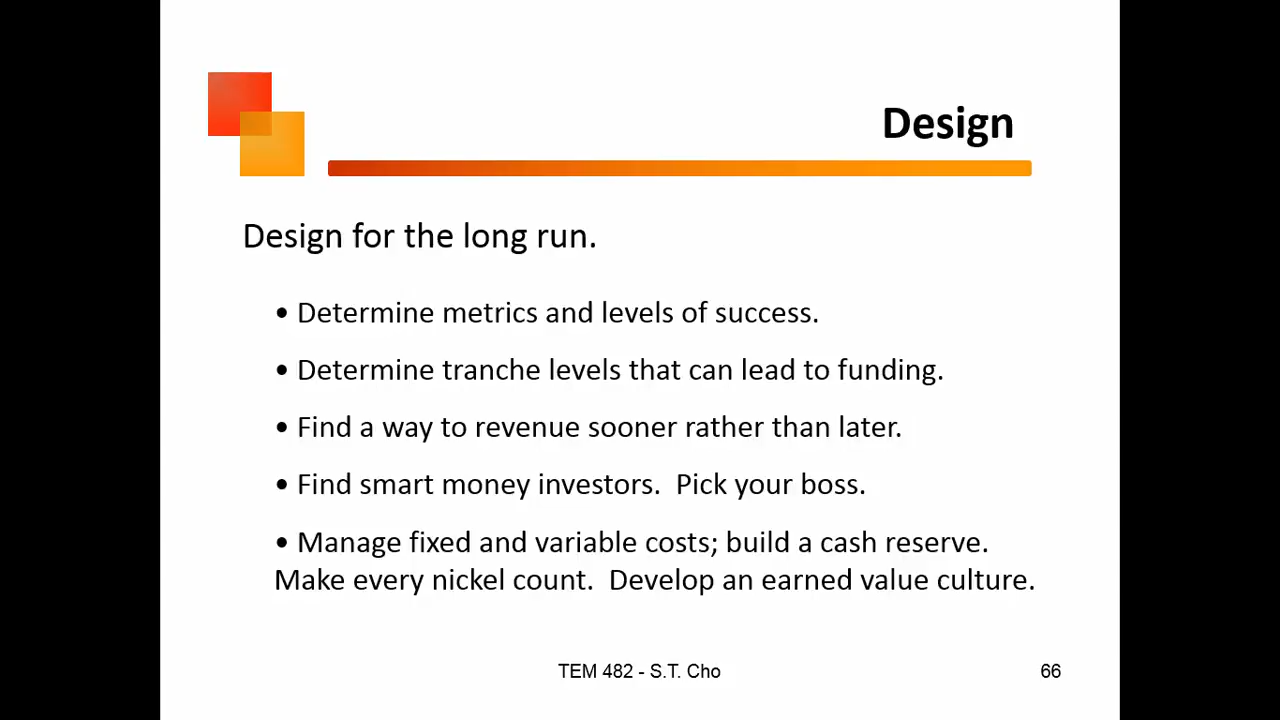 Design
Design for the long run.
• Determine metrics and levels of success.
• Determine tranche levels that can lead to funding.
• Find a way to revenue sooner rather than later.
• Find smart money investors.  Pick your boss.
• Manage fixed and variable costs; build a cash reserve.
Make every nickel count.  Develop an earned value culture.
TEM 482 - S.T. Cho
66